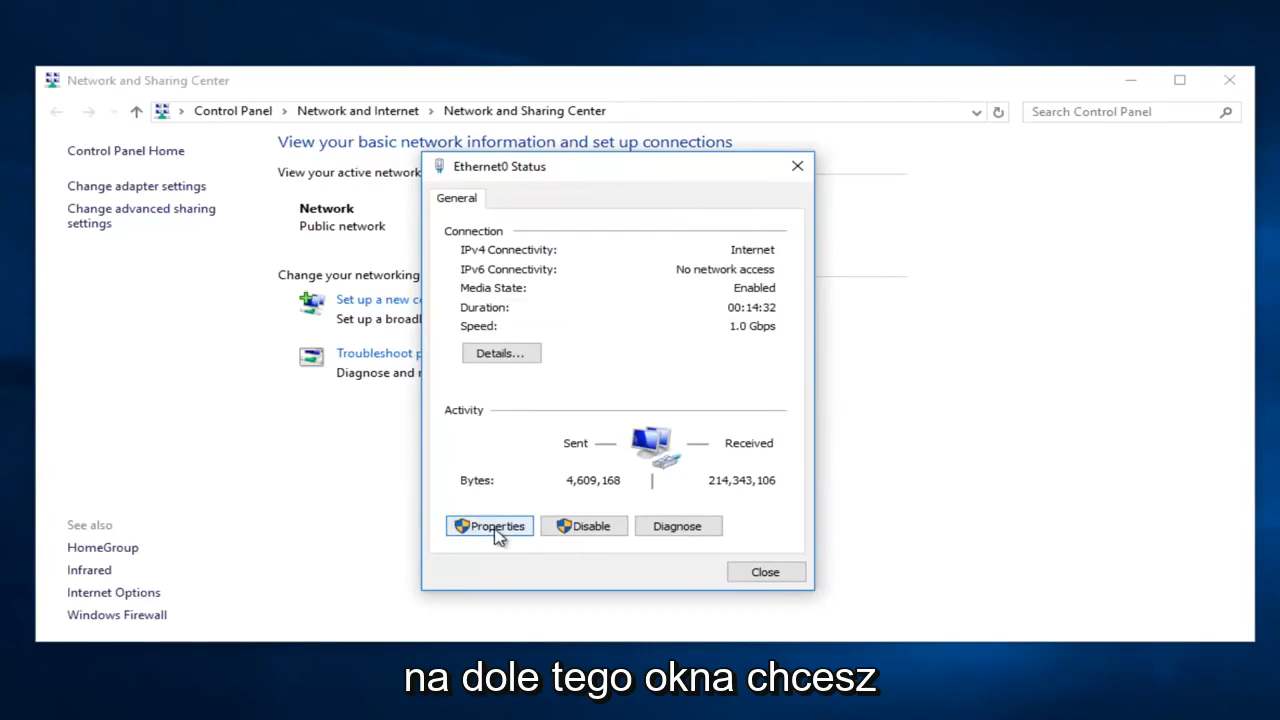 Network and Sharing Center
Control Panel > Network and Internet > Network and Sharing Center
Search Control Panel
Control Panel Home
Change adapter settings
Change advanced sharing
settings
View your basic network information and set up connections
View your active network
Network
Public network
Change your networking
Set up a new c
Set up a broad
Troubleshoot p
Diagnose and r
See also
HomeGroup
Infrared
Internet Options
Windows Firewall
Ethernet0 Status
General
Connection
IPv4 Connectivity: Internet
IPv6 Connectivity: No network access
Media State: Enabled
Duration: 00:14:32
Speed: 1.0 Gbps
Details...
Activity
Sent Received
Bytes: 4,609,168 214,343,106
Properties Disable Diagnose
Close
na dole tego okna chcesz